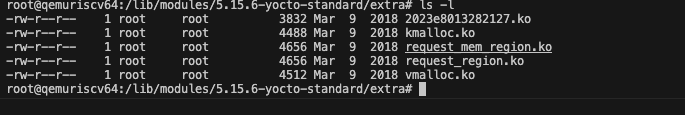 root@qemuriscv64:/lib/modules/5.15.6-yocto-standard/extra# ls -l
-rw-r--r-- 1 root root 3832 Mar 9 2018 2023e8013282127.ko
-rw-r--r-- 1 root root 4488 Mar 9 2018 kmalloc.ko
-rw-r--r-- 1 root root 4656 Mar 9 2018 request_mem_region.ko
-rw-r--r-- 1 root root 4656 Mar 9 2018 request_region.ko
-rw-r--r-- 1 root root 4512 Mar 9 2018 vmalloc.ko
root@qemuriscv64:/lib/modules/5.15.6-yocto-standard/extra#